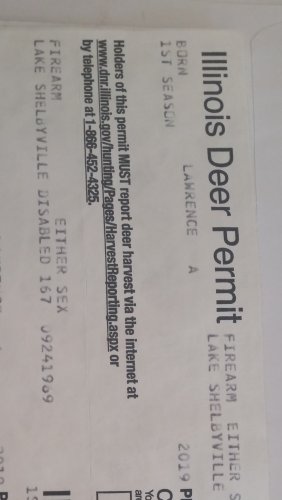 Illinois Deer Permit
BORN LAWRENCE A 2019
1ST SEASON
Holders of this permit MUST report deer harvest via the internet at
www.dnr.illinois.gov/hunting/Pages/HarvestReporting.aspx or
by telephone at 1-866-452-4325.
FIREARM EITHER SEX
LAKE SHELBYVILLE DISABLED 167 09241989
FIREARM EITHER S
LAKE SHELBYVILLE